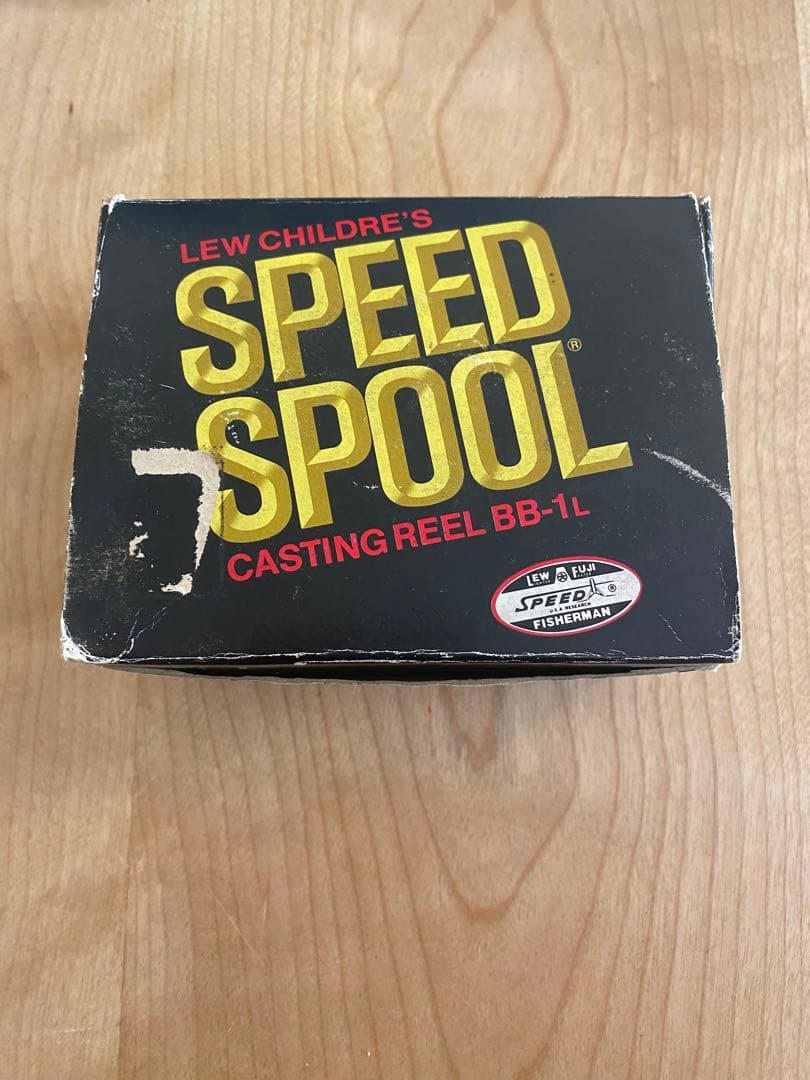 LEW CHILDRE'S
SPEED
SPOOL®
CASTING REEL BB-1L
LEW FUJI
SPEED ®
U.S.A. RESEARCH
FISHERMAN